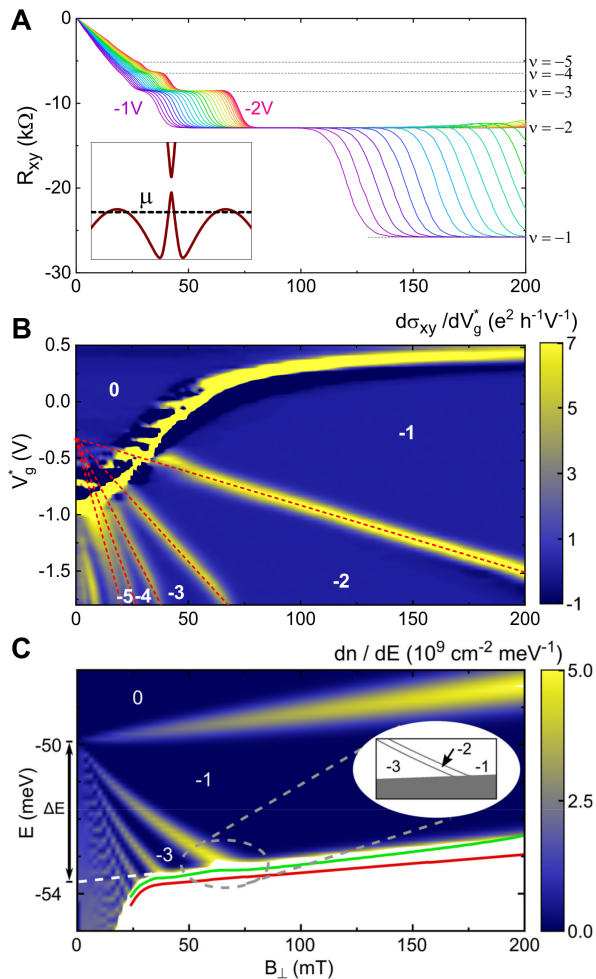 A
0
-10
-20
-30
R_xy (kΩ)
ν = −5
ν = −4
ν = −3
ν = −2
ν = −1
-1V
-2V
μ
0
50
100
150
200
B
dσ_xy /dV_g^* (e² h⁻¹V⁻¹)
0.5
0.0
-0.5
-1.0
-1.5
V_g^* (V)
0
-1
-2
-3
-4
-5
0
50
100
150
200
7
5
3
1
-1
C
dn / dE (10⁹ cm⁻² meV⁻¹)
-50
-54
E (meV)
ΔE
0
-1
-3
-3
-2
-1
0
50
100
150
200
B_⊥ (mT)
5.0
2.5
0